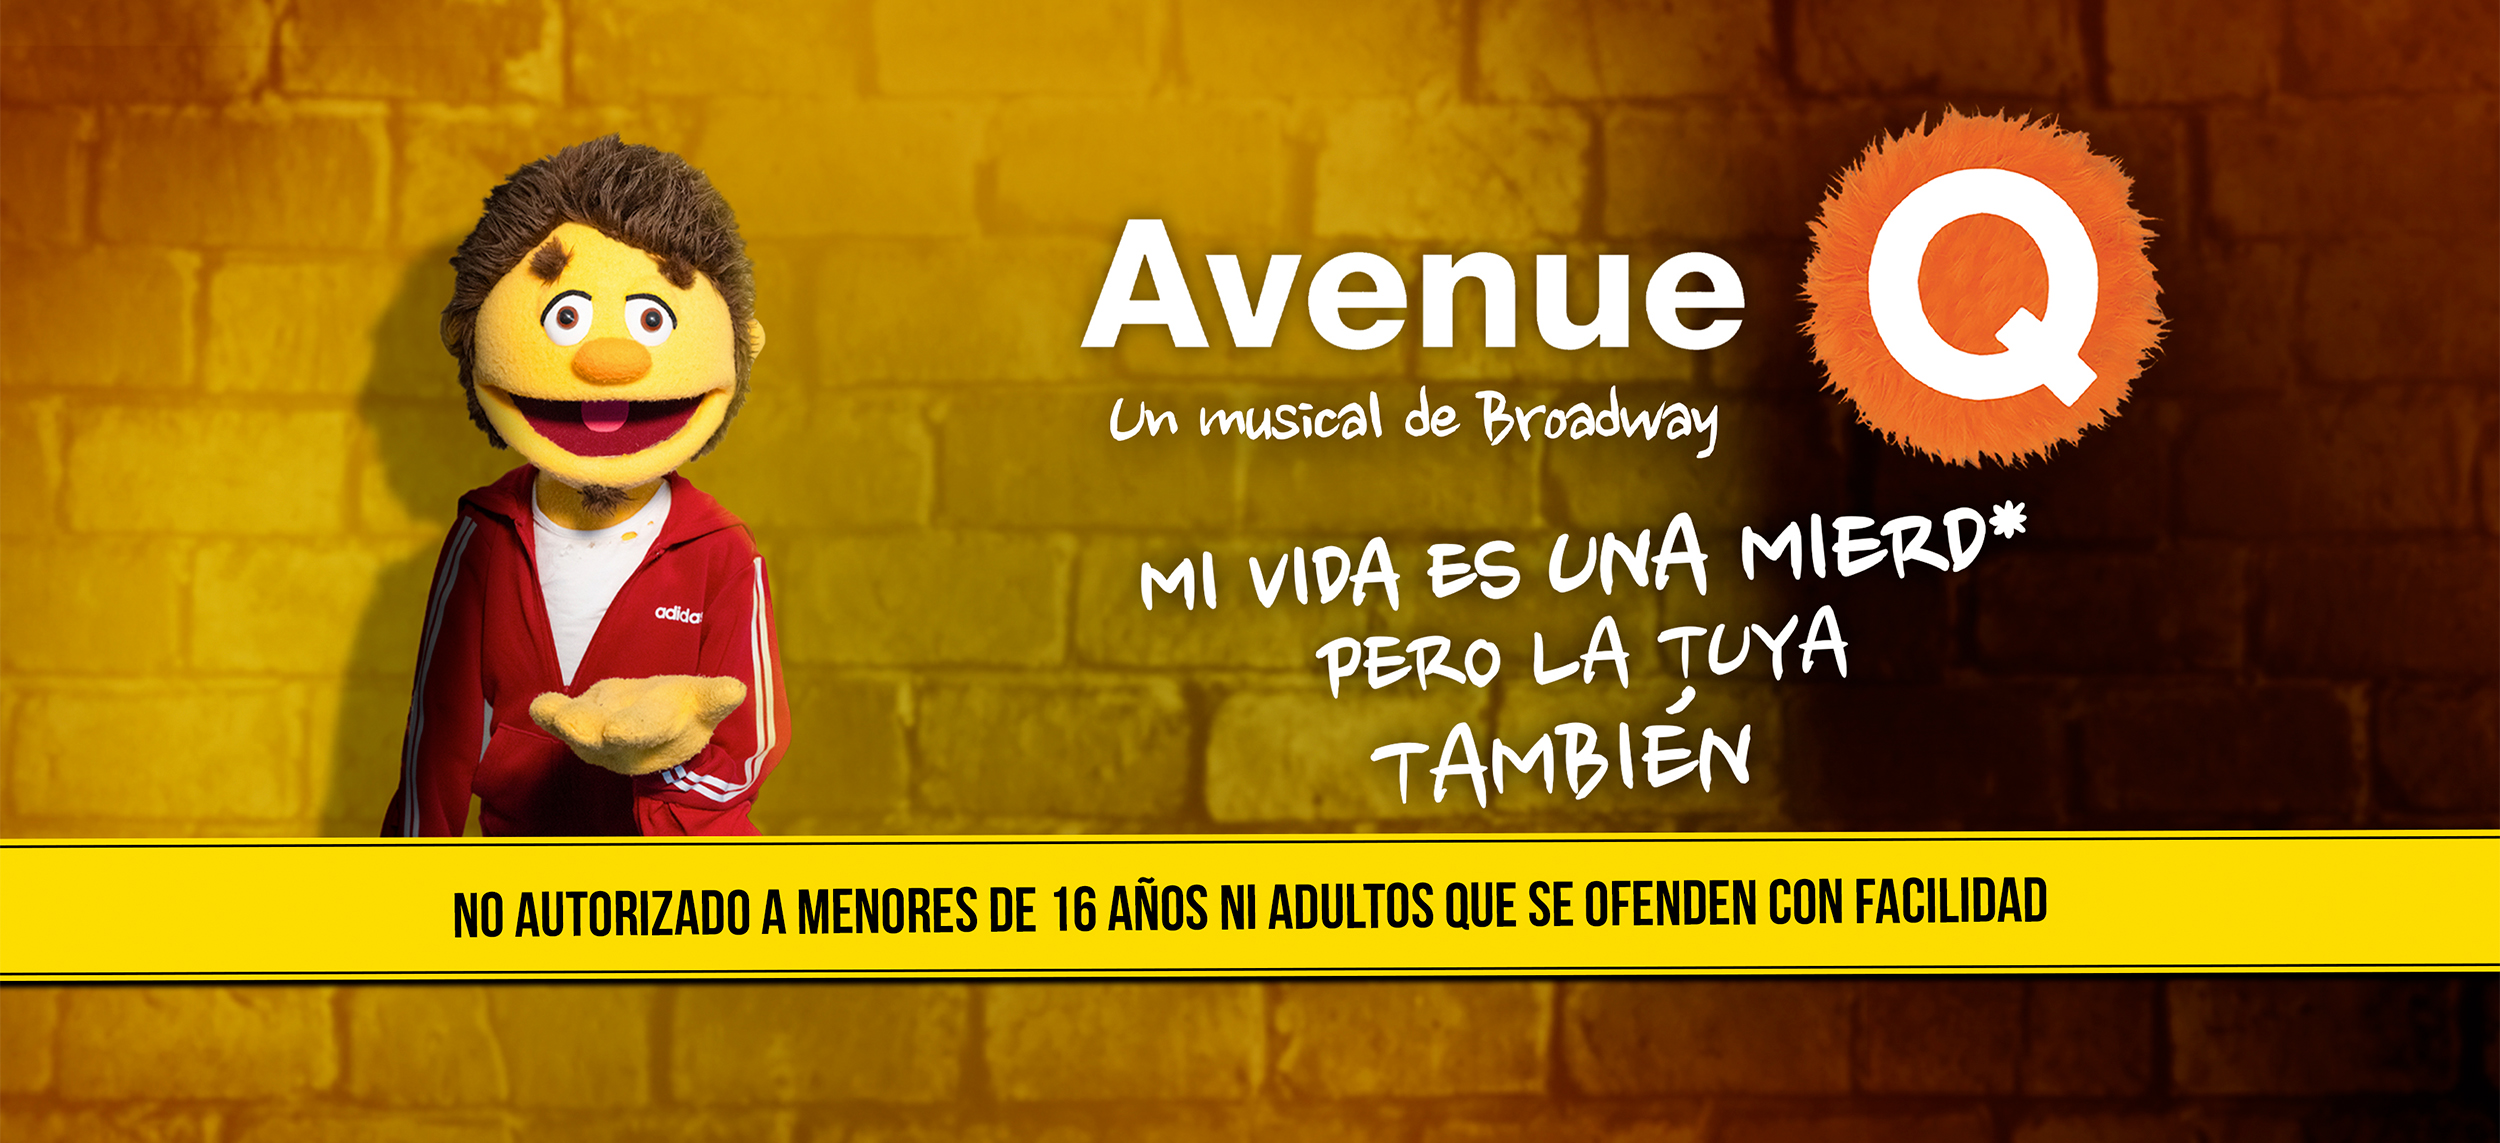 Avenue Q
Un musical de Broadway
MI VIDA ES UNA MIERD*
PERO LA TUYA
TAMBIÉN
adidas
NO AUTORIZADO A MENORES DE 16 AÑOS NI ADULTOS QUE SE OFENDEN CON FACILIDAD